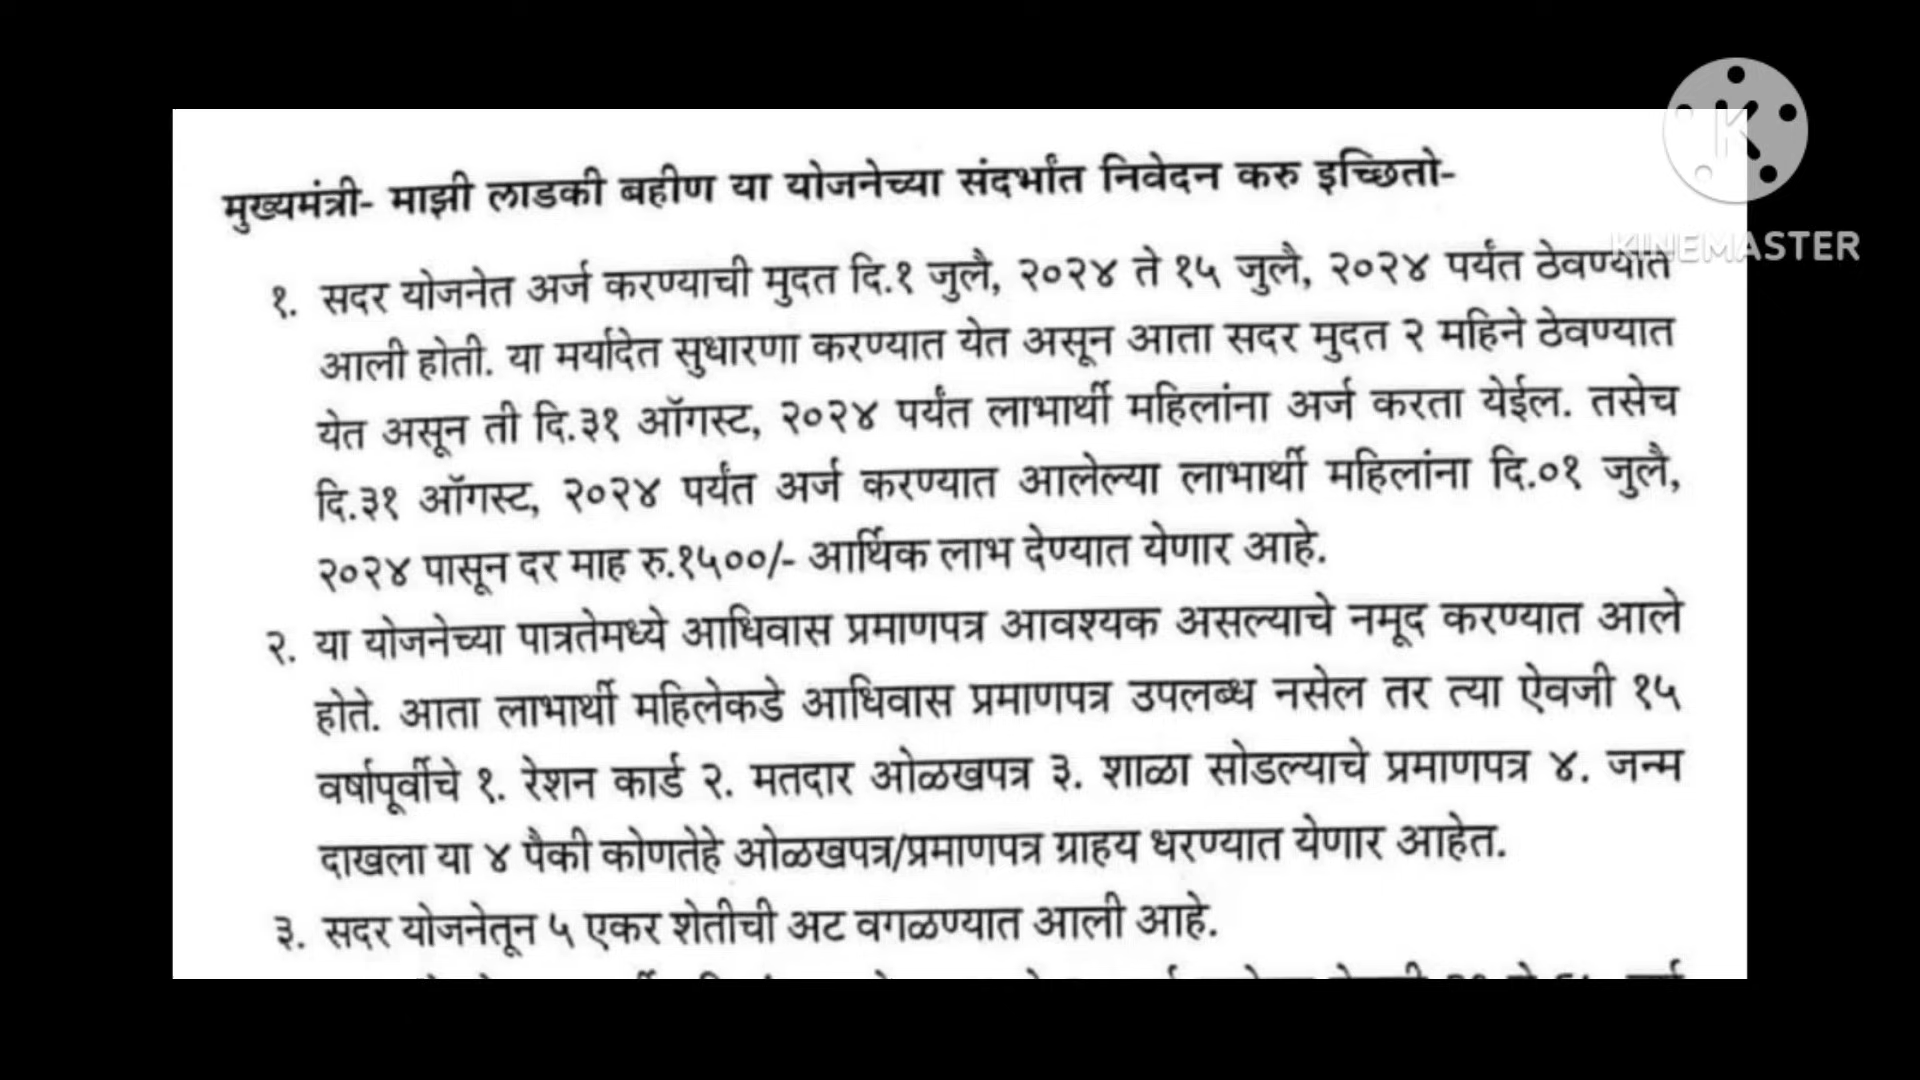 मुख्यमंत्री- माझी लाडकी बहीण या योजनेच्या संदर्भांत निवेदन करु इच्छितो-
KINEMASTER
१. सदर योजनेत अर्ज करण्याची मुदत दि.१ जुलै, २०२४ ते १५ जुलै, २०२४ पर्यंत ठेवण्यात
आली होती. या मर्यादेत सुधारणा करण्यात येत असून आता सदर मुदत २ महिने ठेवण्यात
येत असून ती दि.३१ ऑगस्ट, २०२४ पर्यंत लाभार्थी महिलांना अर्ज करता येईल. तसेच
दि.३१ ऑगस्ट, २०२४ पर्यंत अर्ज करण्यात आलेल्या लाभार्थी महिलांना दि.०१ जुलै,
२०२४ पासून दर माह रु.१५००/- आर्थिक लाभ देण्यात येणार आहे.
२. या योजनेच्या पात्रतेमध्ये आधिवास प्रमाणपत्र आवश्यक असल्याचे नमूद करण्यात आले
होते. आता लाभार्थी महिलेकडे आधिवास प्रमाणपत्र उपलब्ध नसेल तर त्या ऐवजी १५
वर्षापूर्वीचे १. रेशन कार्ड २. मतदार ओळखपत्र ३. शाळा सोडल्याचे प्रमाणपत्र ४. जन्म
दाखला या ४ पैकी कोणतेहे ओळखपत्र/प्रमाणपत्र ग्राहय धरण्यात येणार आहेत.
३. सदर योजनेतून ५ एकर शेतीची अट वगळण्यात आली आहे.